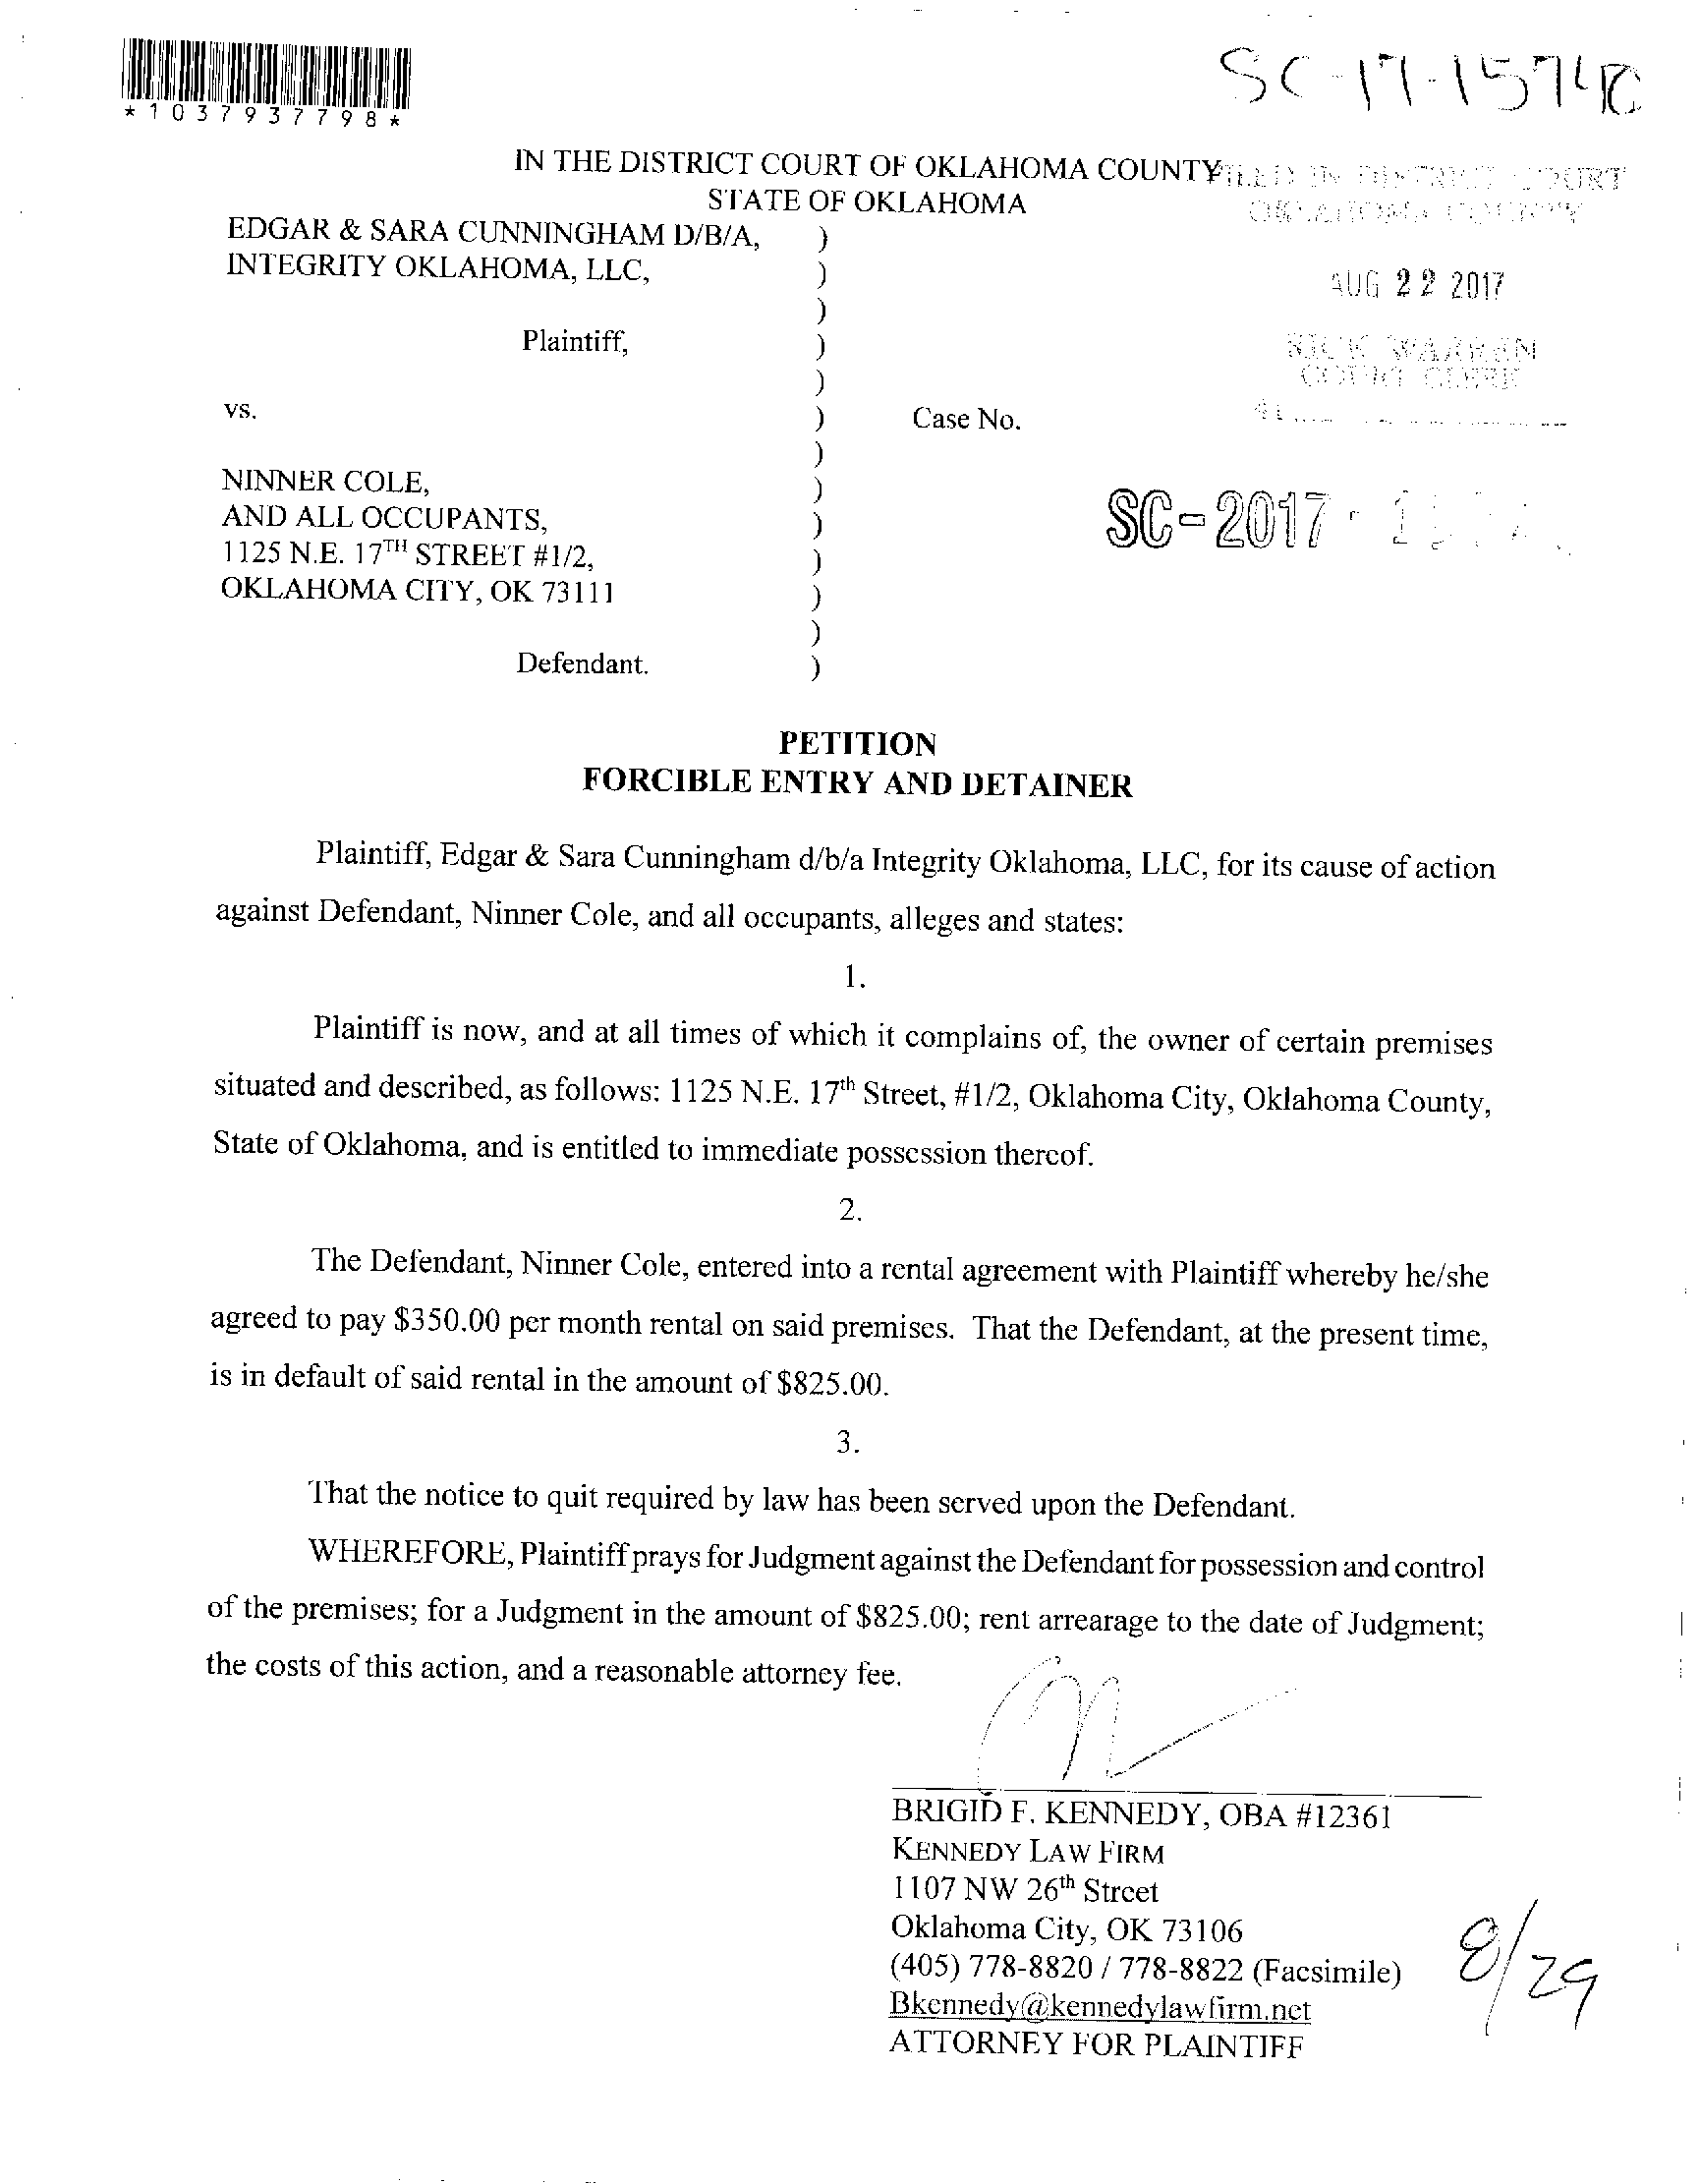 *1037937798*
SC-17-15740
IN THE DISTRICT COURT OF OKLAHOMA COUNTY
STATE OF OKLAHOMA
FILED IN DISTRICT COURT
OKLAHOMA COUNTY
EDGAR & SARA CUNNINGHAM D/B/A, )
INTEGRITY OKLAHOMA, LLC, )
AUG 22 2017
)
Plaintiff, )
RICK WARREN
COURT CLERK
)
vs. ) Case No.
)
NINNER COLE, )
AND ALL OCCUPANTS, )
SC-2017-
1125 N.E. 17TH STREET #1/2, )
OKLAHOMA CITY, OK 73111 )
)
Defendant. )
PETITION
FORCIBLE ENTRY AND DETAINER
Plaintiff, Edgar & Sara Cunningham d/b/a Integrity Oklahoma, LLC, for its cause of action
against Defendant, Ninner Cole, and all occupants, alleges and states:
1.
Plaintiff is now, and at all times of which it complains of, the owner of certain premises
situated and described, as follows: 1125 N.E. 17th Street, #1/2, Oklahoma City, Oklahoma County,
State of Oklahoma, and is entitled to immediate possession thereof.
2.
The Defendant, Ninner Cole, entered into a rental agreement with Plaintiff whereby he/she
agreed to pay $350.00 per month rental on said premises. That the Defendant, at the present time,
is in default of said rental in the amount of $825.00.
3.
That the notice to quit required by law has been served upon the Defendant.
WHEREFORE, Plaintiff prays for Judgment against the Defendant for possession and control
of the premises; for a Judgment in the amount of $825.00; rent arrearage to the date of Judgment;
the costs of this action, and a reasonable attorney fee.
BRIGID F. KENNEDY, OBA #12361
KENNEDY LAW FIRM
1107 NW 26th Street
Oklahoma City, OK 73106
(405) 778-8820 / 778-8822 (Facsimile)
Bkennedy@kennedylawfirm.net
ATTORNEY FOR PLAINTIFF
8/29